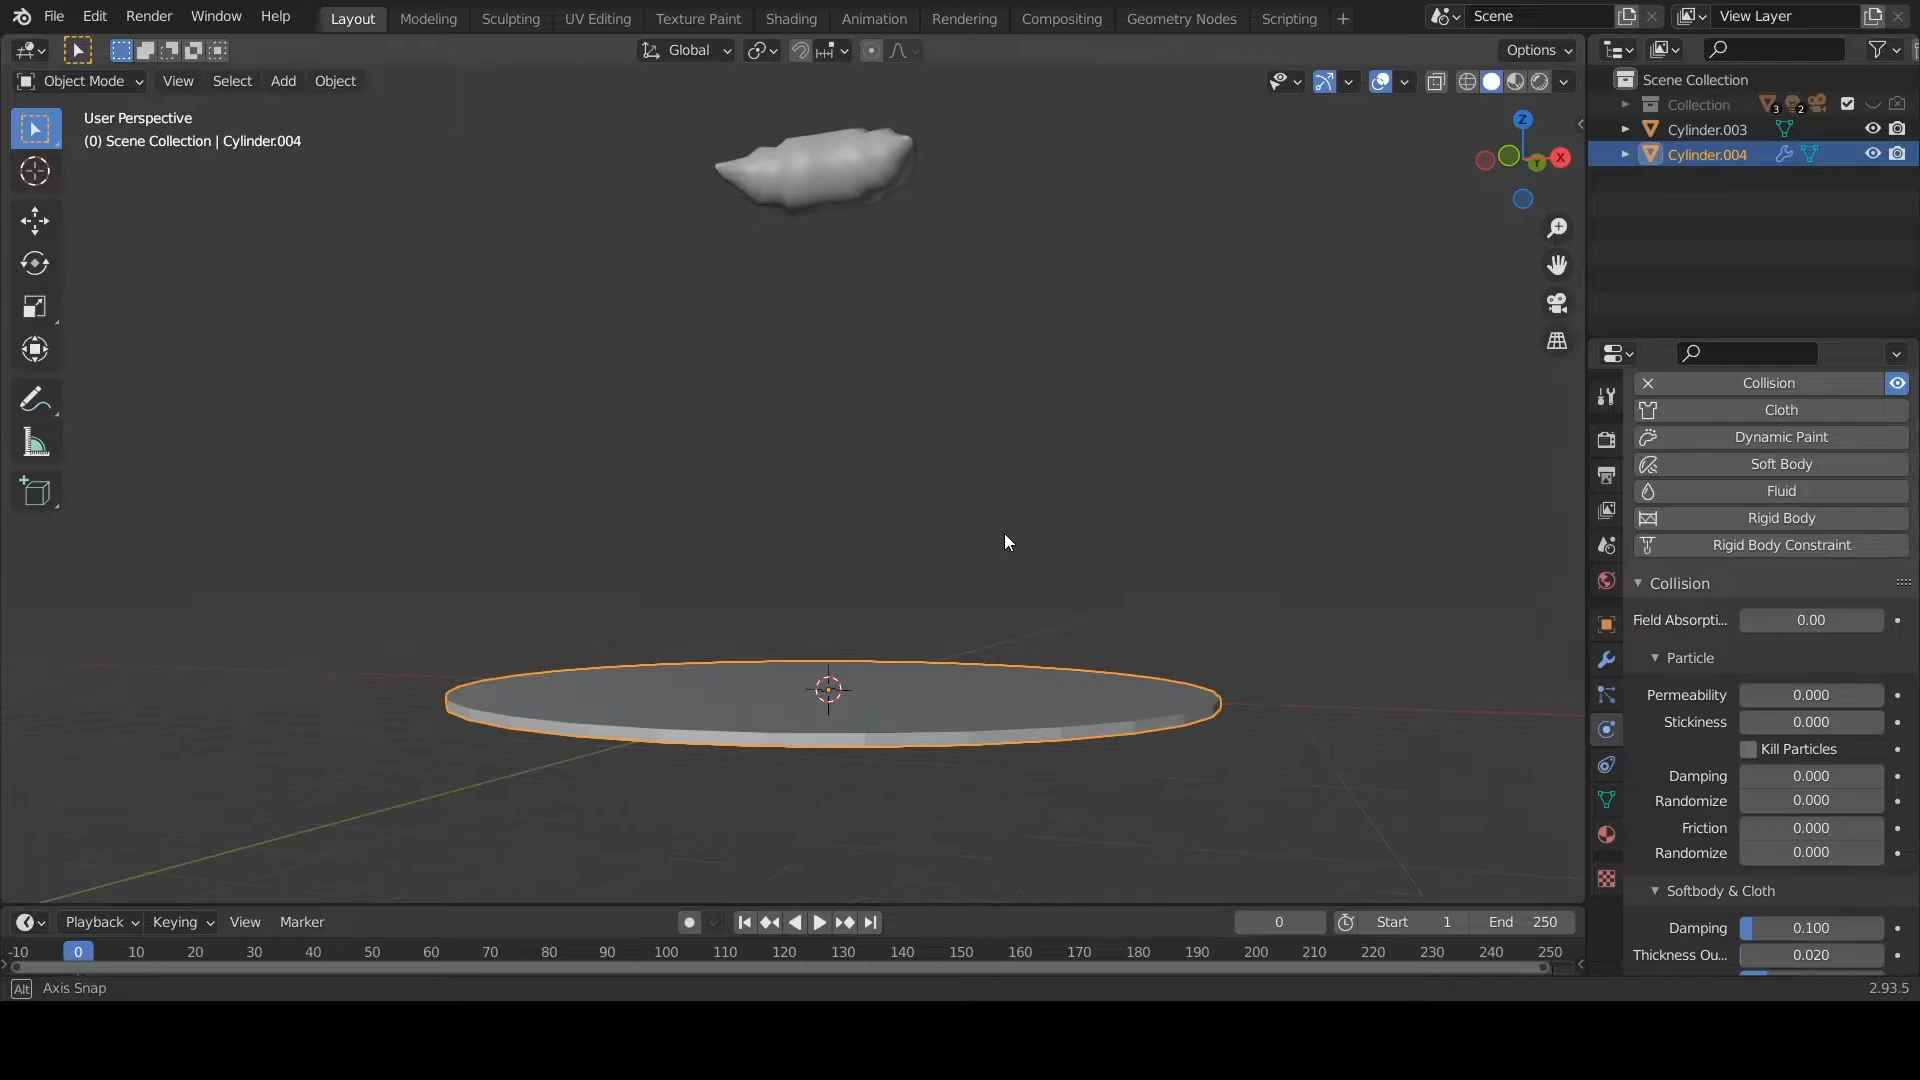 File Edit Render Window Help Layout Modeling Sculpting UV Editing Texture Paint Shading Animation Rendering Compositing Geometry Nodes Scripting + Scene View Layer
Global Options
Object Mode View Select Add Object
Scene Collection
Collection 3 2
Cylinder.003
Cylinder.004
User Perspective
(0) Scene Collection | Cylinder.004
Z
X
Y
Collision
Cloth
Dynamic Paint
Soft Body
Fluid
Rigid Body
Rigid Body Constraint
Collision
Field Absorpti... 0.00
Particle
Permeability 0.000
Stickiness 0.000
Kill Particles
Damping 0.000
Randomize 0.000
Friction 0.000
Randomize 0.000
Softbody & Cloth
Damping 0.100
Thickness Ou... 0.020
Playback Keying View Marker 0 Start 1 End 250
-10 0 10 20 30 40 50 60 70 80 90 100 110 120 130 140 150 160 170 180 190 200 210 220 230 240 250
Alt Axis Snap 2.93.5